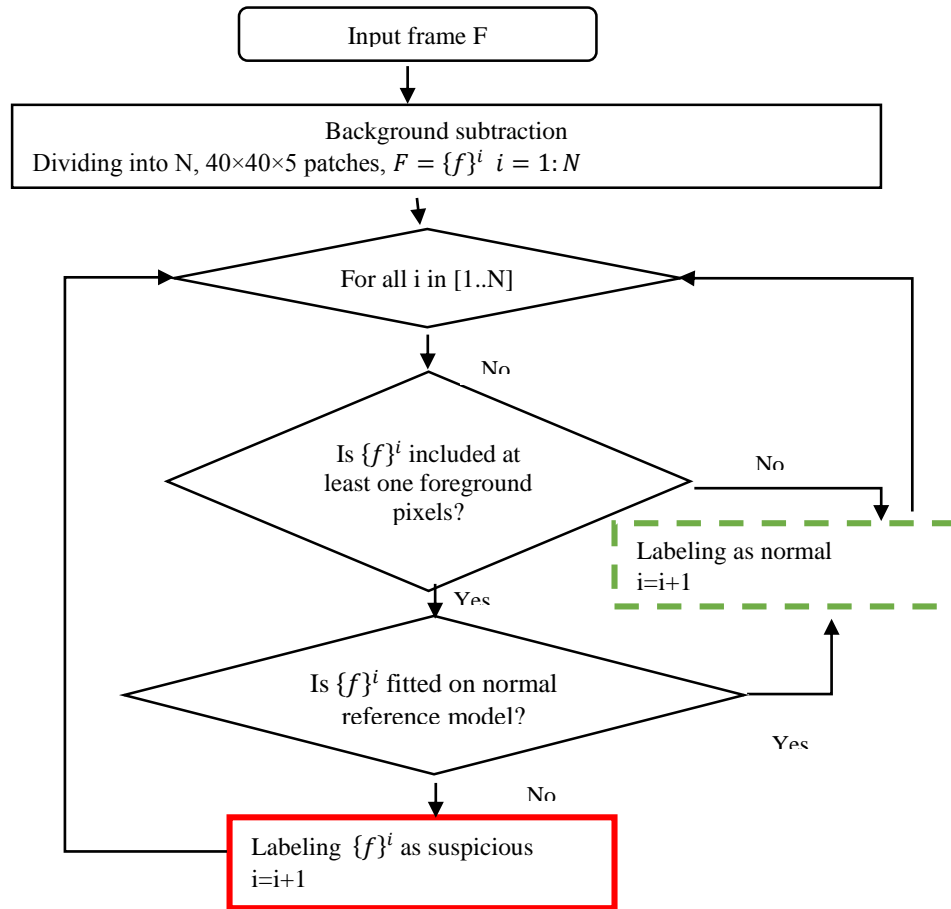 Input frame F
Background subtraction
Dividing into N, 40×40×5 patches, F = {f}ⁱ i = 1: N
For all i in [1..N]
No
Is {f}ⁱ included at
least one foreground
pixels?
No
Labeling as normal
i=i+1
Yes
Is {f}ⁱ fitted on normal
reference model?
Yes
No
Labeling {f}ⁱ as suspicious
i=i+1